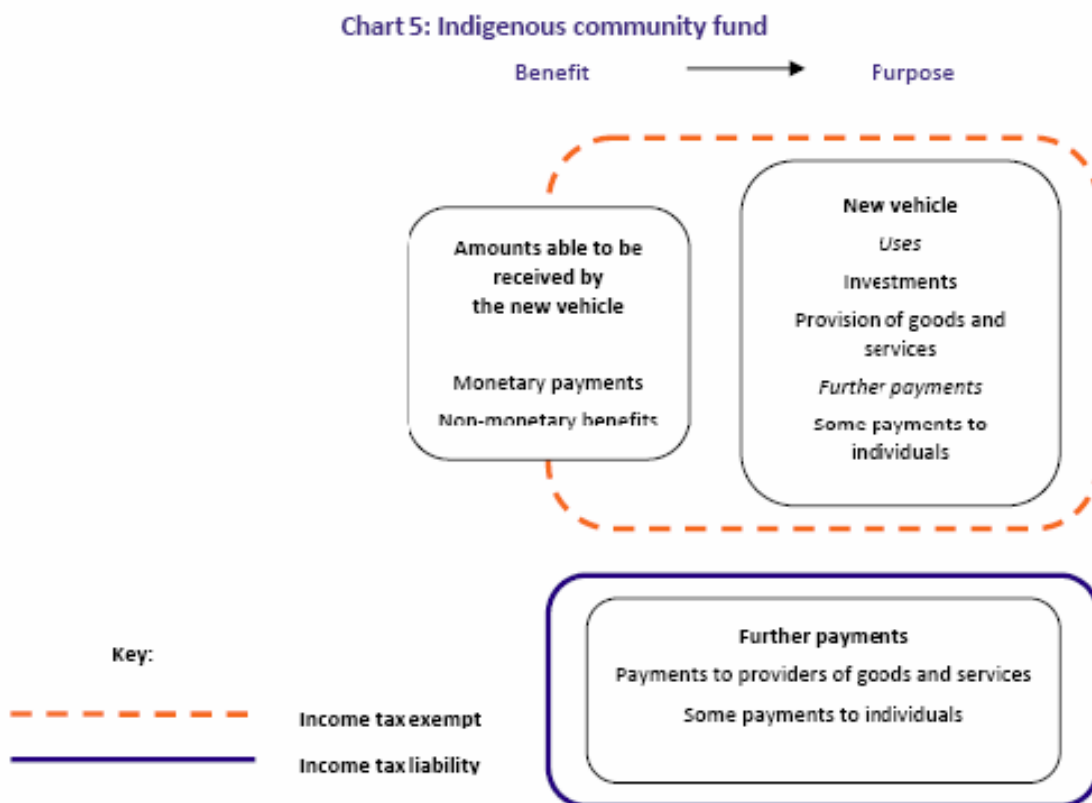 Chart 5: Indigenous community fund
Benefit
Purpose
Amounts able to be
received by
the new vehicle
Monetary payments
Non-monetary benefits
New vehicle
Uses
Investments
Provision of goods and
services
Further payments
Some payments to
individuals
Further payments
Payments to providers of goods and services
Some payments to individuals
Key:
Income tax exempt
Income tax liability